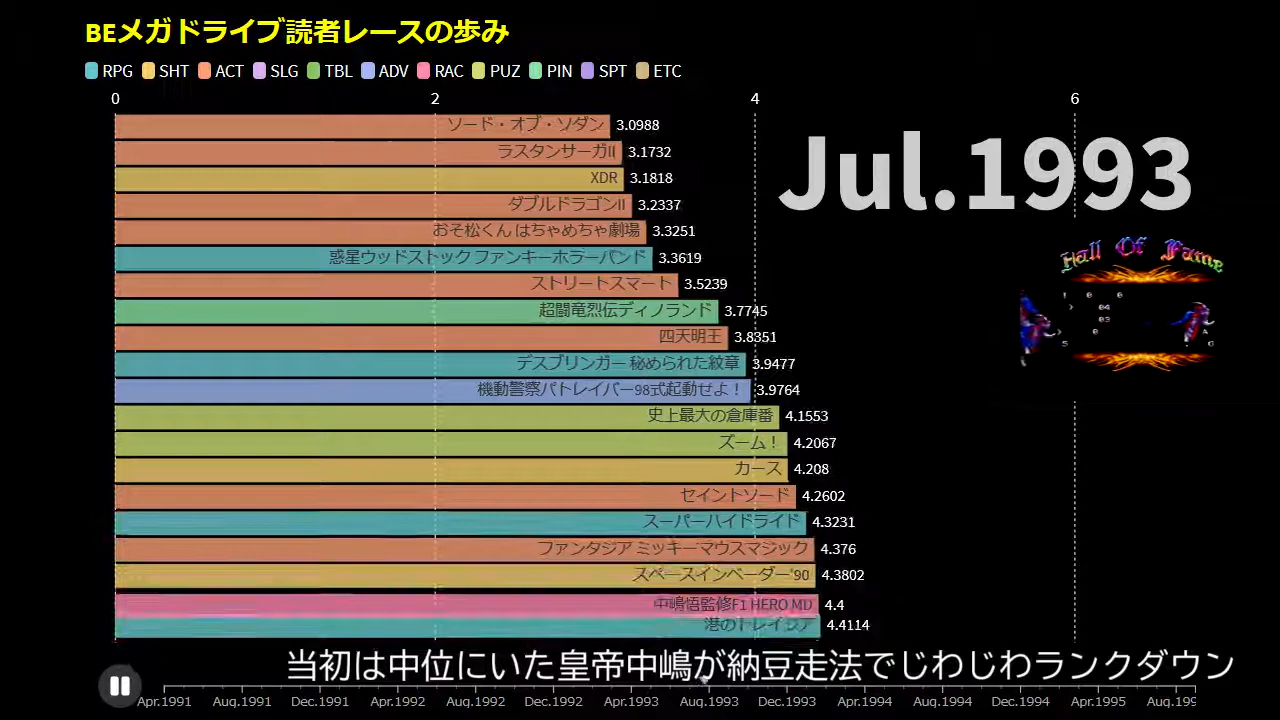 BEメガドライブ読者レースの歩み
RPG SHT ACT SLG TBL ADV RAC PUZ PIN SPT ETC
0 2 4 6
Jul.1993
ソード・オブ・ソダン 3.0988
ラスタンサーガII 3.1732
XDR 3.1818
ダブルドラゴンII 3.2337
おそ松くん はちゃめちゃ劇場 3.3251
惑星ウッドストック ファンキーホラーバンド 3.3619
ストリートスマート 3.5239
超闘竜烈伝ディノランド 3.7745
四天明王 3.8351
デスブリンガー 秘められた紋章 3.9477
機動警察パトレイバー98式起動せよ！ 3.9764
史上最大の倉庫番 4.1553
ズーム！ 4.2067
カース 4.208
セイントソード 4.2602
スーパーハイドライド 4.3231
ファンタジア ミッキーマウスマジック 4.376
スペースインベーダー'90 4.3802
中嶋悟監修F1 HERO MD 4.4
港のトレイジア 4.4114
Hall Of Fame
当初は中位にいた皇帝中嶋が納豆走法でじわじわランクダウン
Apr.1991 Aug.1991 Dec.1991 Apr.1992 Aug.1992 Dec.1992 Apr.1993 Aug.1993 Dec.1993 Apr.1994 Aug.1994 Dec.1994 Apr.1995 Aug.199